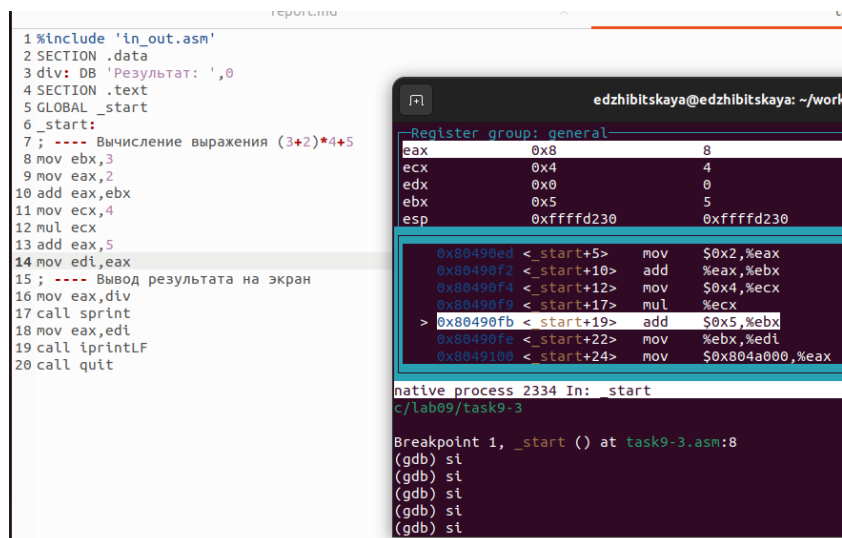 report.md
1 %include 'in_out.asm'
2 SECTION .data
3 div: DB 'Результат: ',0
4 SECTION .text
5 GLOBAL _start
6 _start:
7 ; ---- Вычисление выражения (3+2)*4+5
8 mov ebx,3
9 mov eax,2
10 add eax,ebx
11 mov ecx,4
12 mul ecx
13 add eax,5
14 mov edi,eax
15 ; ---- Вывод результата на экран
16 mov eax,div
17 call sprint
18 mov eax,edi
19 call iprintLF
20 call quit
edzhibitskaya@edzhibitskaya: ~/work
Register group: general
eax 0x8 8
ecx 0x4 4
edx 0x0 0
ebx 0x5 5
esp 0xffffd230 0xffffd230
0x80490ed <_start+5> mov $0x2,%eax
0x80490f2 <_start+10> add %eax,%ebx
0x80490f4 <_start+12> mov $0x4,%ecx
0x80490f9 <_start+17> mul %ecx
> 0x80490fb <_start+19> add $0x5,%ebx
0x80490fe <_start+22> mov %ebx,%edi
0x8049100 <_start+24> mov $0x804a000,%eax
native process 2334 In: _start
c/lab09/task9-3
Breakpoint 1, _start () at task9-3.asm:8
(gdb) si
(gdb) si
(gdb) si
(gdb) si
(gdb) si